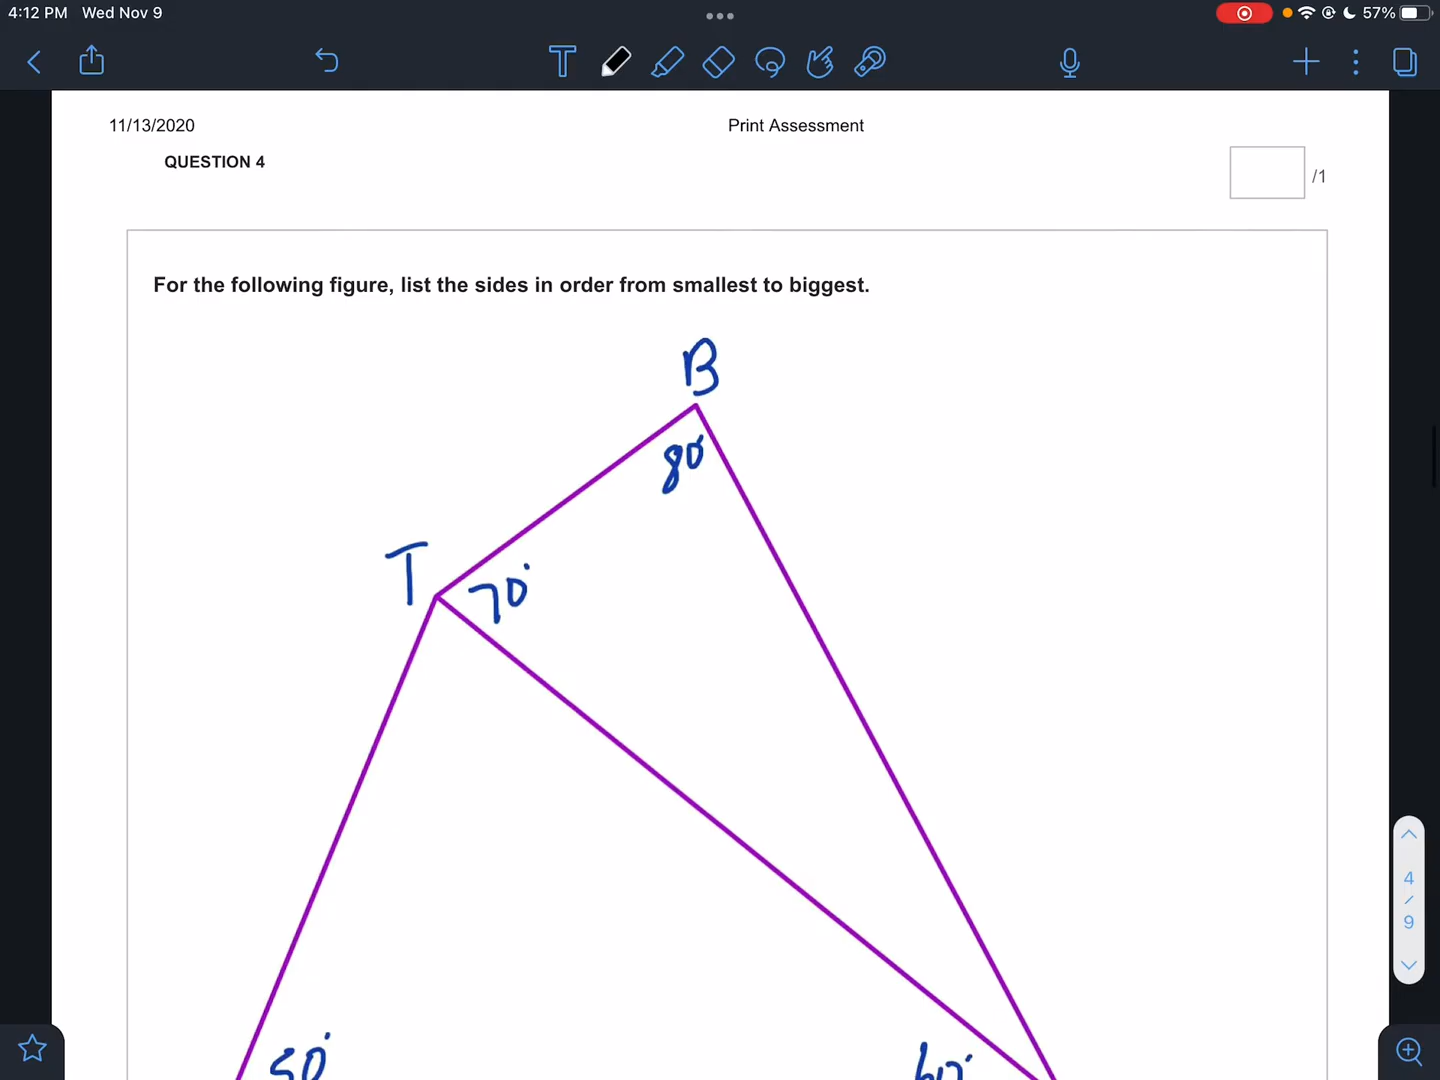 4:12 PM Wed Nov 9
57%
11/13/2020
Print Assessment
QUESTION 4
/1
For the following figure, list the sides in order from smallest to biggest.
B
80°
T
70°
50°
60°
4
/
9